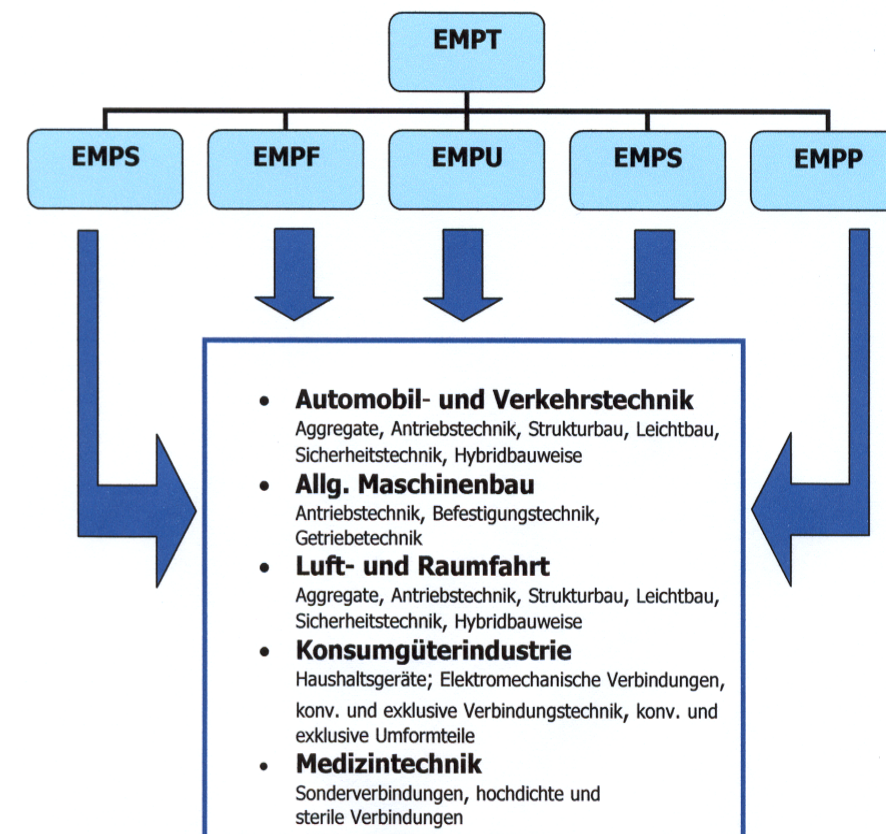 EMPT
EMPS EMPF EMPU EMPS EMPP
• Automobil- und Verkehrstechnik
Aggregate, Antriebstechnik, Strukturbau, Leichtbau,
Sicherheitstechnik, Hybridbauweise
• Allg. Maschinenbau
Antriebstechnik, Befestigungstechnik,
Getriebetechnik
• Luft- und Raumfahrt
Aggregate, Antriebstechnik, Strukturbau, Leichtbau,
Sicherheitstechnik, Hybridbauweise
• Konsumgüterindustrie
Haushaltsgeräte; Elektromechanische Verbindungen,
konv. und exklusive Verbindungstechnik, konv. und
exklusive Umformteile
• Medizintechnik
Sonderverbindungen, hochdichte und
sterile Verbindungen